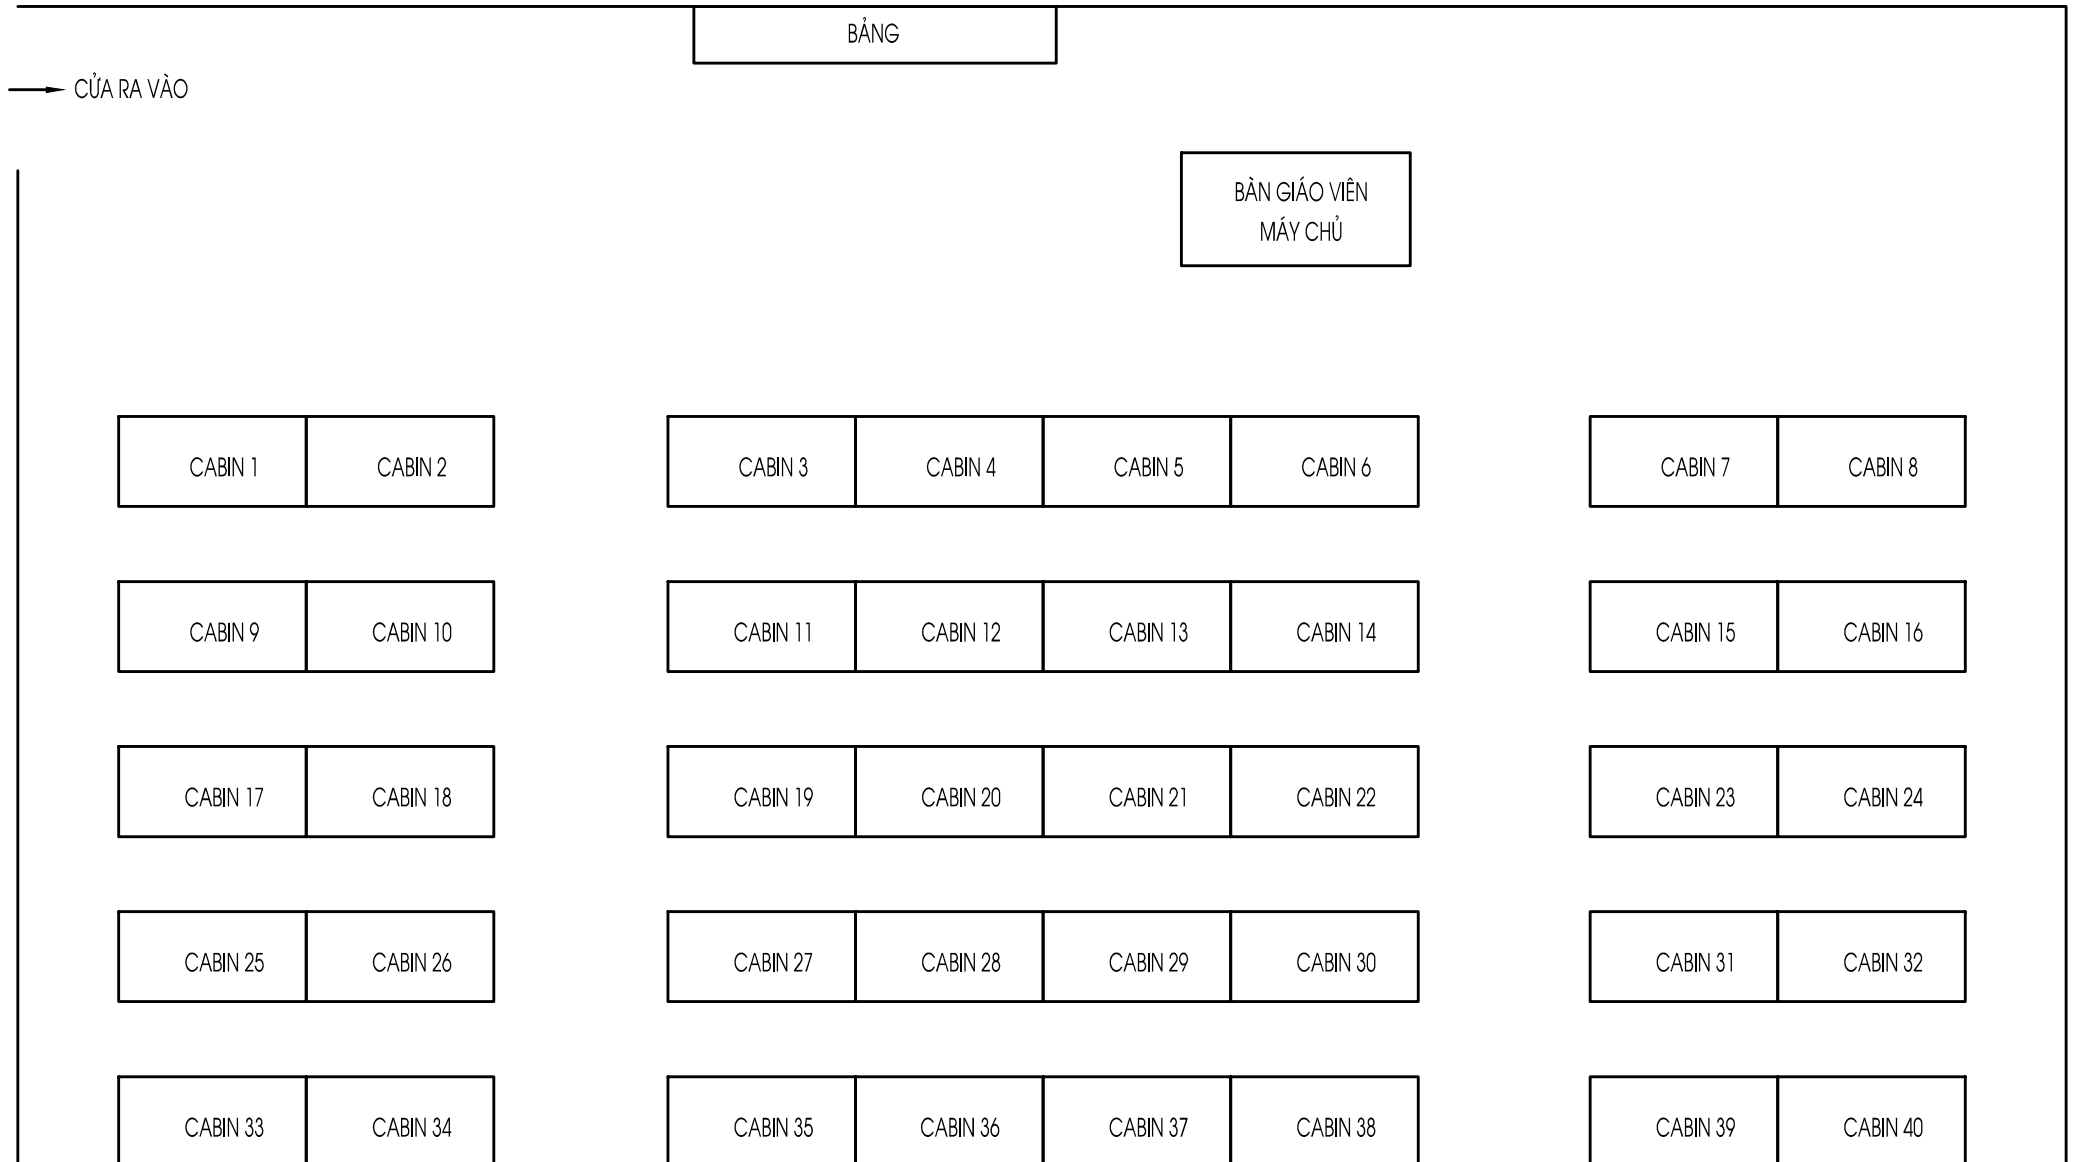 BẢNG
CỬA RA VÀO
BÀN GIÁO VIÊN
MÁY CHỦ
CABIN 1
CABIN 2
CABIN 3
CABIN 4
CABIN 5
CABIN 6
CABIN 7
CABIN 8
CABIN 9
CABIN 10
CABIN 11
CABIN 12
CABIN 13
CABIN 14
CABIN 15
CABIN 16
CABIN 17
CABIN 18
CABIN 19
CABIN 20
CABIN 21
CABIN 22
CABIN 23
CABIN 24
CABIN 25
CABIN 26
CABIN 27
CABIN 28
CABIN 29
CABIN 30
CABIN 31
CABIN 32
CABIN 33
CABIN 34
CABIN 35
CABIN 36
CABIN 37
CABIN 38
CABIN 39
CABIN 40